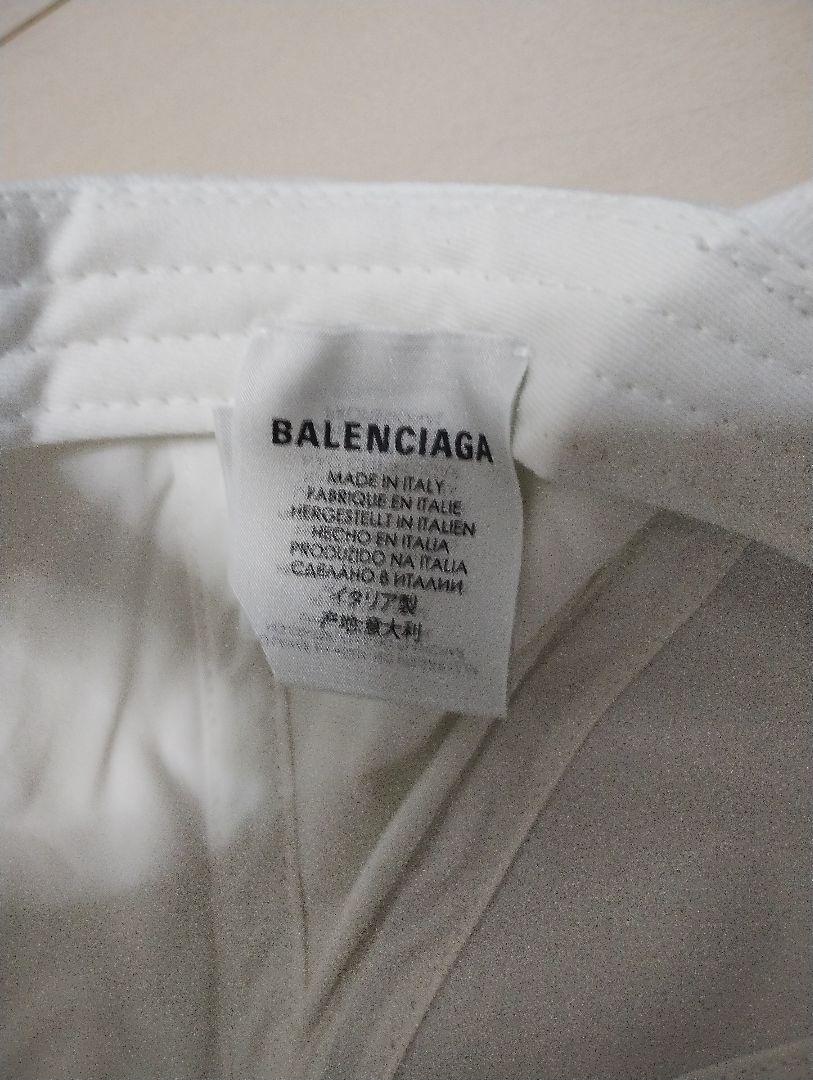 BALENCIAGA
MADE IN ITALY
FABRIQUE EN ITALIE
HERGESTELLT IN ITALIEN
HECHO EN ITALIA
PRODUZIDO NA ITALIA
СДЕЛАНО В ИТАЛИИ
イタリア製
产地:意大利